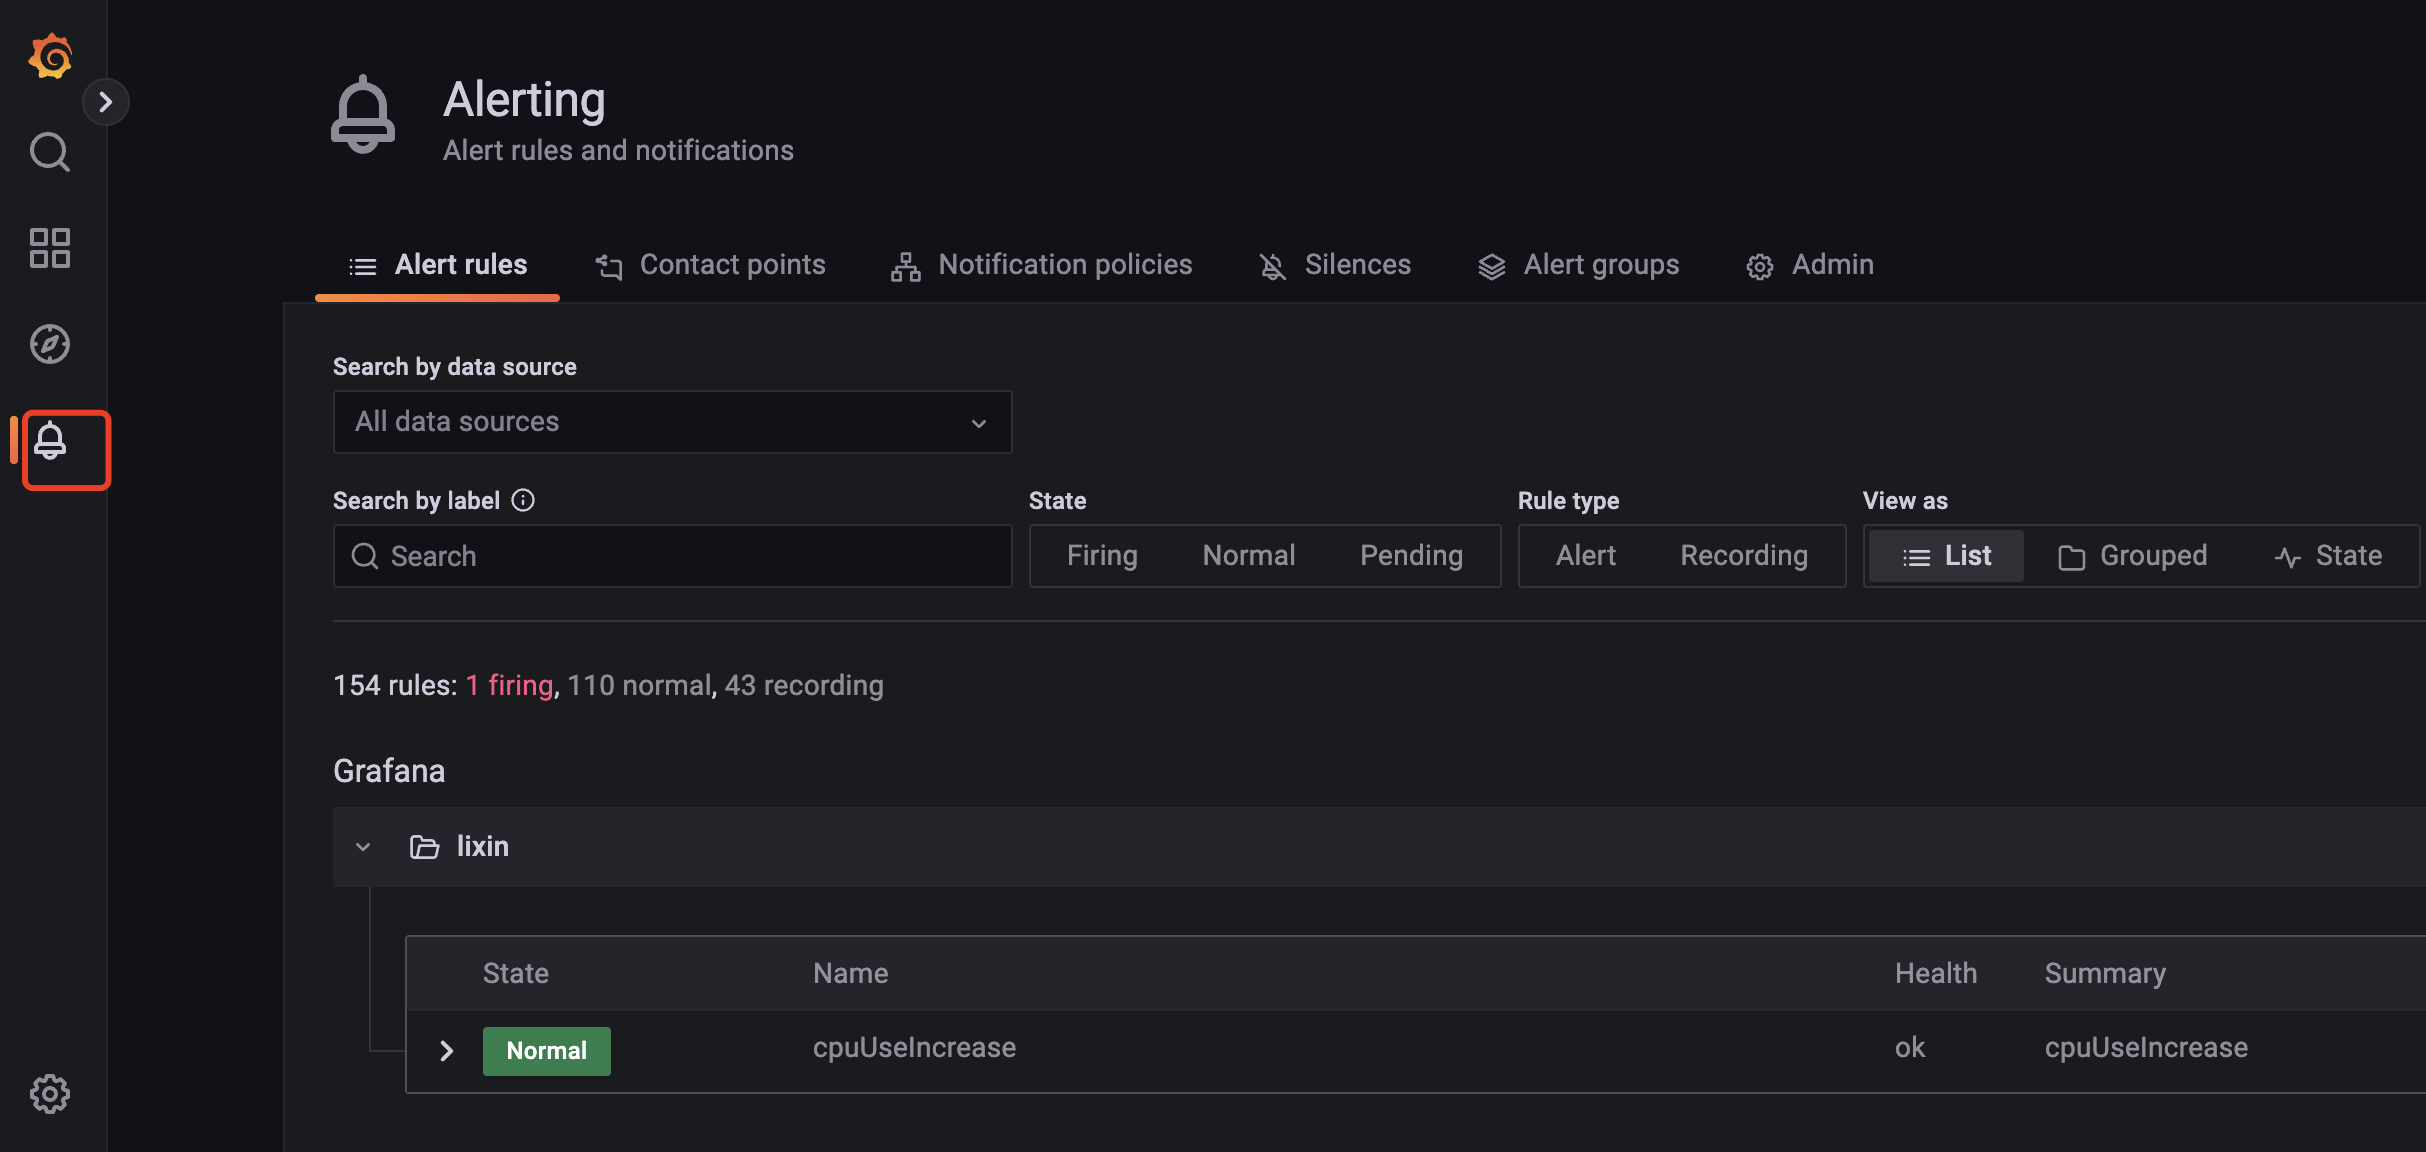 Alerting
Alert rules and notifications
Alert rules Contact points Notification policies Silences Alert groups Admin
Search by data source
All data sources
Search by label State Rule type View as
Search Firing Normal Pending Alert Recording List Grouped State
154 rules: 1 firing, 110 normal, 43 recording
Grafana
lixin
State Name Health Summary
Normal cpuUseIncrease ok cpuUseIncrease